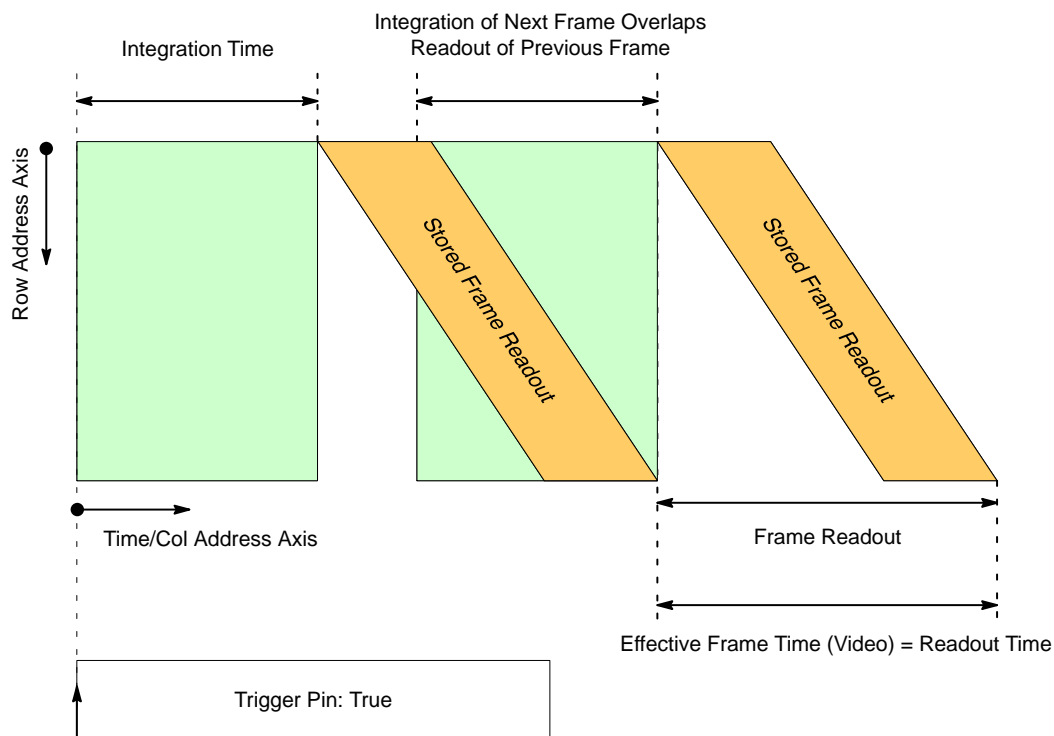 Integration of Next Frame Overlaps
Readout of Previous Frame
Integration Time
Row Address Axis
Stored Frame Readout
Stored Frame Readout
Time/Col Address Axis
Frame Readout
Effective Frame Time (Video) = Readout Time
Trigger Pin: True